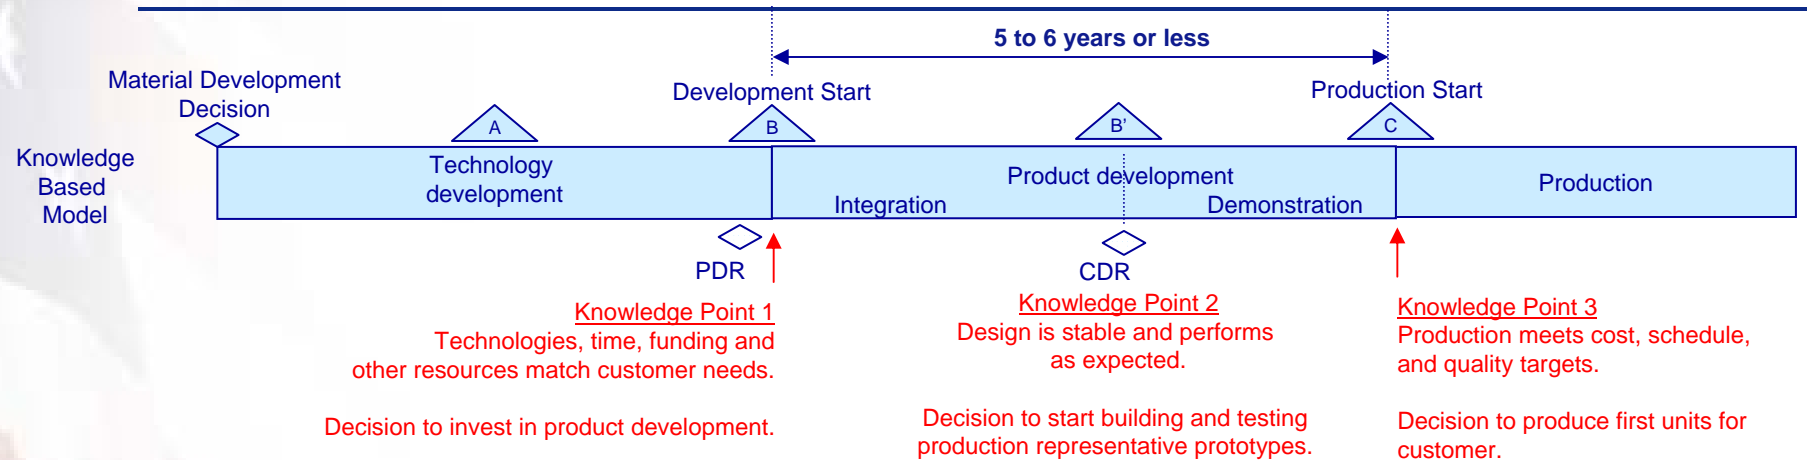 5 to 6 years or less
Material Development
Decision
Development Start
Production Start
A
B
B’
C
Knowledge
Based
Model
Technology
development
Product development
Integration
Demonstration
Production
PDR
CDR
Knowledge Point 1
Technologies, time, funding and
other resources match customer needs.
Decision to invest in product development.
Knowledge Point 2
Design is stable and performs
as expected.
Decision to start building and testing
production representative prototypes.
Knowledge Point 3
Production meets cost, schedule,
and quality targets.
Decision to produce first units for
customer.